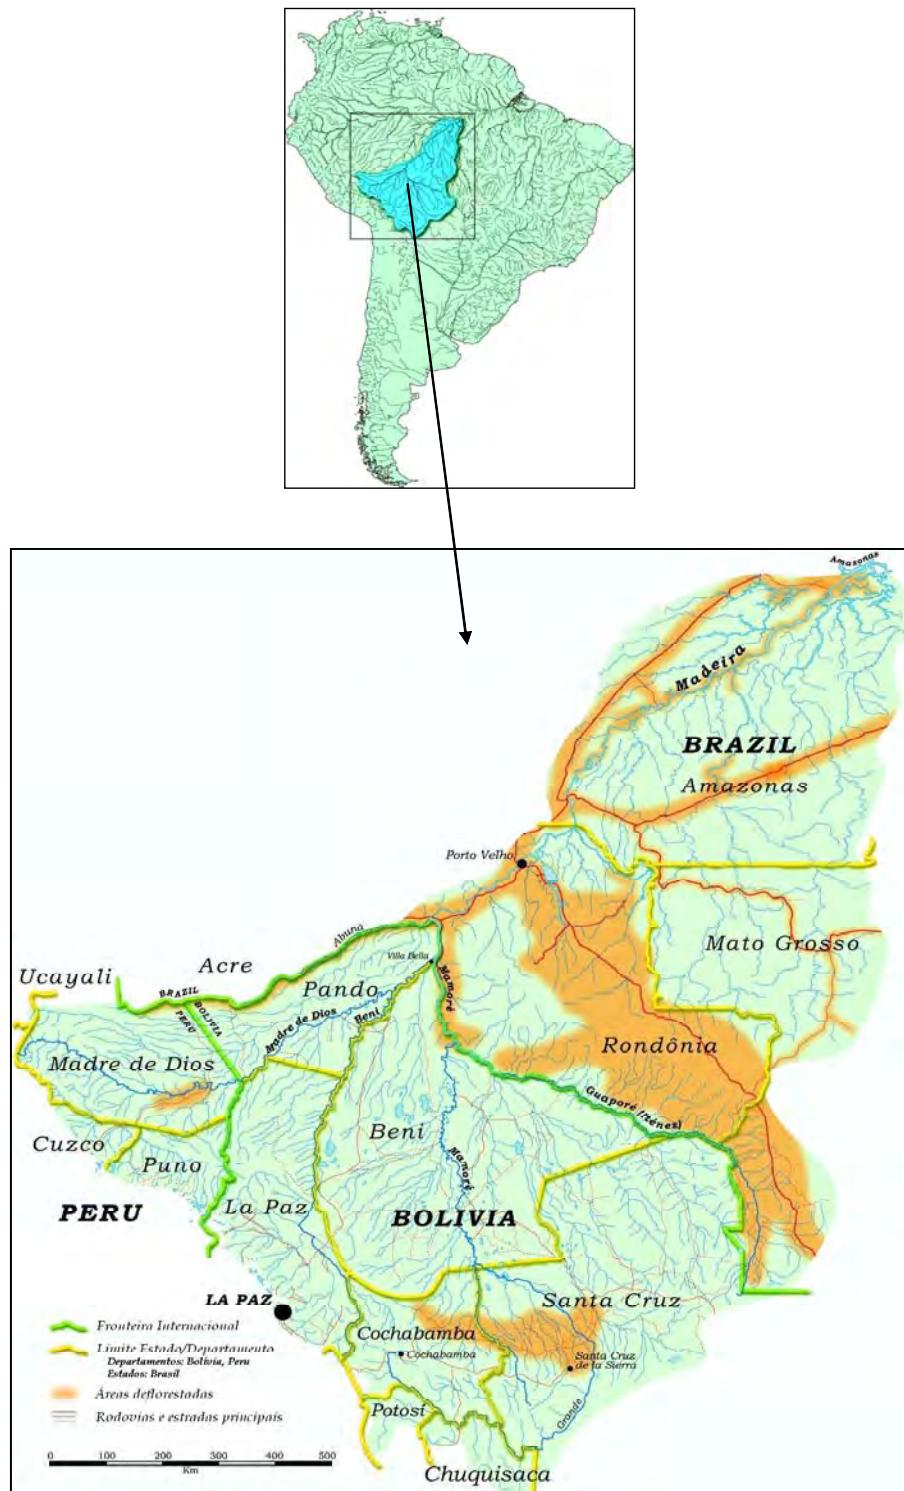 Amazonas
Madeira
BRAZIL
Amazonas
Porto Velho
Mato Grosso
Abuna
Acre
Villa Bella
Ucayali
Pando
Mamoré
BRAZIL
BOLIVIA
PERU
Madre de Dios
Beni
Rondônia
Madre de Dios
Guaporé (Iténez)
Beni
Cuzco
Puno
Mamoré
La Paz
PERU
BOLIVIA
LA PAZ
Santa Cruz
Fronteira Internacional
Cochabamba
Limite Estado/Departamento
Departamentos: Bolívia, Peru
Estados: Brasil
Cochabamba
Santa Cruz
de la Sierra
Áreas deflorestadas
Potosí
Rodovias e estradas principais
Grande
0 100 200 300 400 500
Km
Chuquisaca